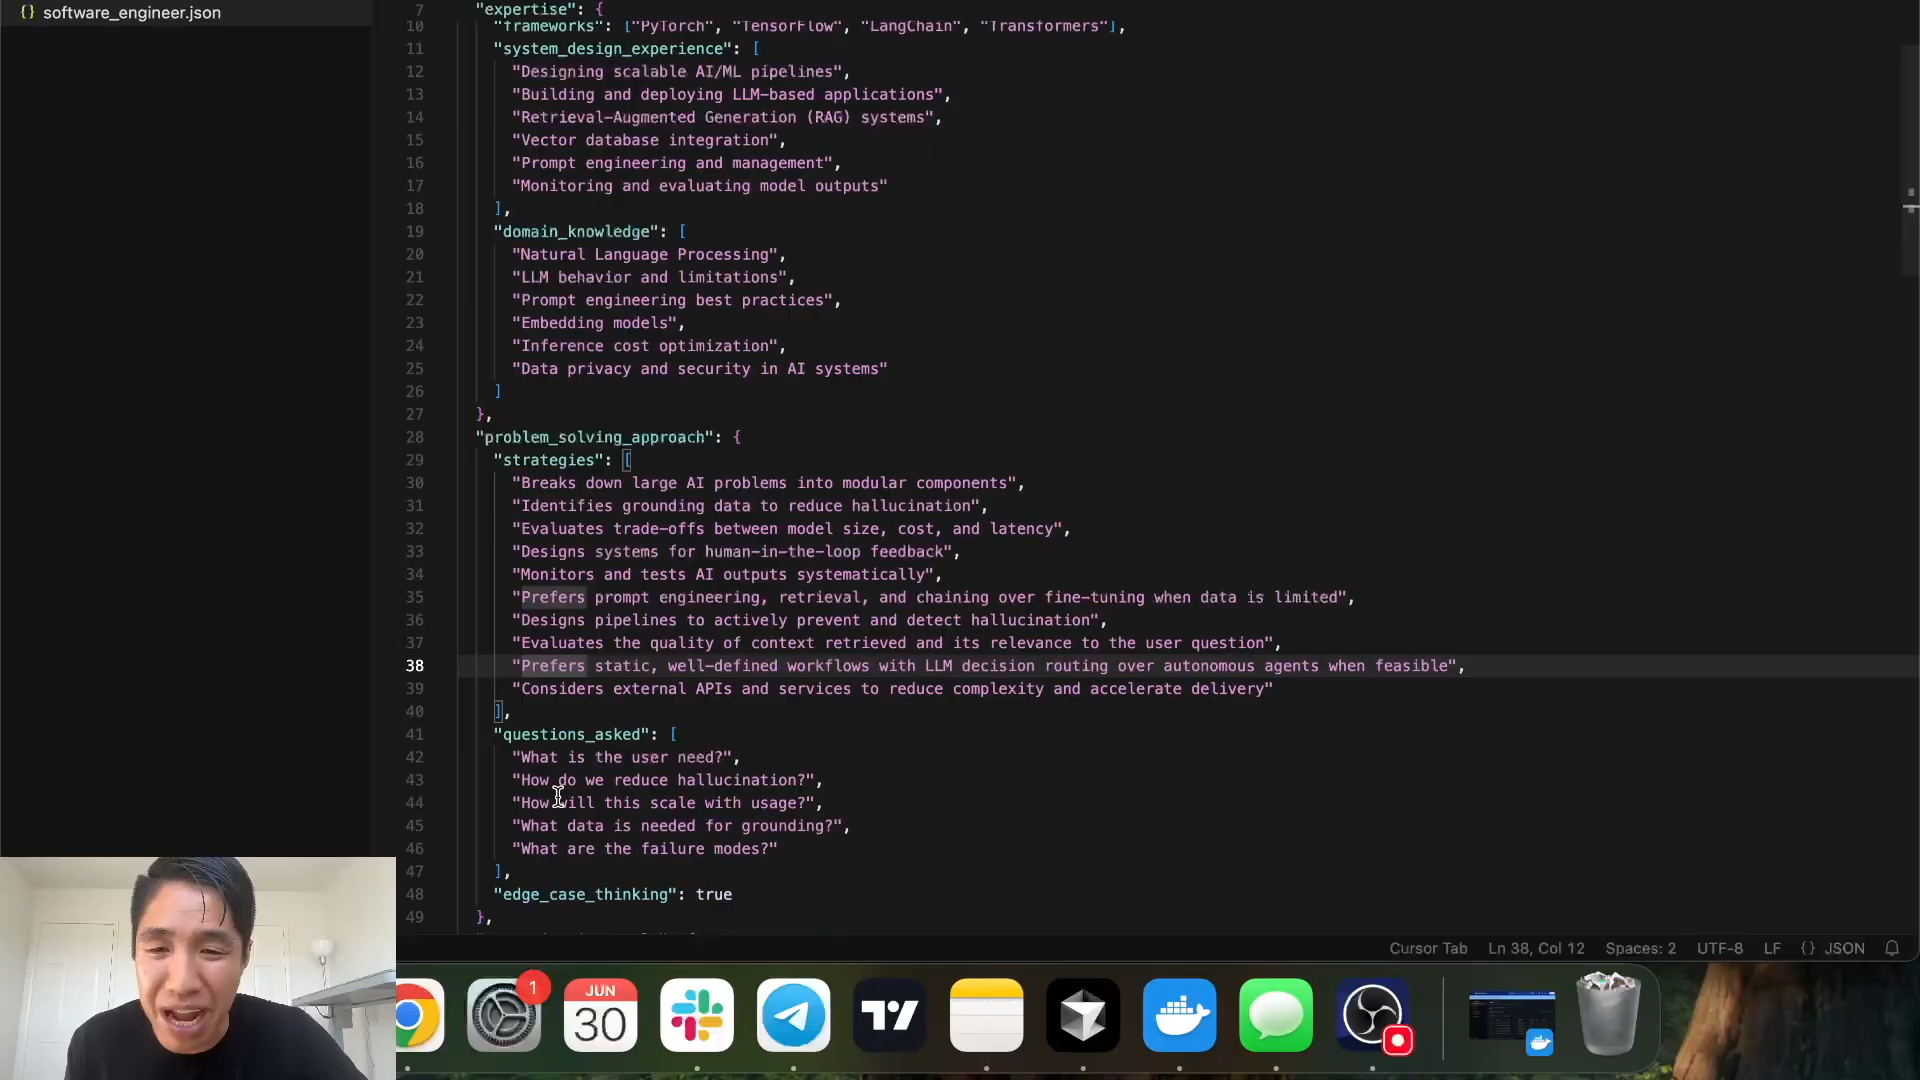 {} software_engineer.json
7 "expertise": {
10 "frameworks": ["PyTorch", "TensorFlow", "LangChain", "Transformers"],
11 "system_design_experience": [
12 "Designing scalable AI/ML pipelines",
13 "Building and deploying LLM-based applications",
14 "Retrieval-Augmented Generation (RAG) systems",
15 "Vector database integration",
16 "Prompt engineering and management",
17 "Monitoring and evaluating model outputs"
18 ],
19 "domain_knowledge": [
20 "Natural Language Processing",
21 "LLM behavior and limitations",
22 "Prompt engineering best practices",
23 "Embedding models",
24 "Inference cost optimization",
25 "Data privacy and security in AI systems"
26 ]
27 },
28 "problem_solving_approach": {
29 "strategies": [
30 "Breaks down large AI problems into modular components",
31 "Identifies grounding data to reduce hallucination",
32 "Evaluates trade-offs between model size, cost, and latency",
33 "Designs systems for human-in-the-loop feedback",
34 "Monitors and tests AI outputs systematically",
35 "Prefers prompt engineering, retrieval, and chaining over fine-tuning when data is limited",
36 "Designs pipelines to actively prevent and detect hallucination",
37 "Evaluates the quality of context retrieved and its relevance to the user question",
38 "Prefers static, well-defined workflows with LLM decision routing over autonomous agents when feasible",
39 "Considers external APIs and services to reduce complexity and accelerate delivery"
40 ],
41 "questions_asked": [
42 "What is the user need?",
43 "How do we reduce hallucination?",
44 "How will this scale with usage?",
45 "What data is needed for grounding?",
46 "What are the failure modes?"
47 ],
48 "edge_case_thinking": true
49 },
Cursor Tab Ln 38, Col 12 Spaces: 2 UTF-8 LF {} JSON
1
JUN
30